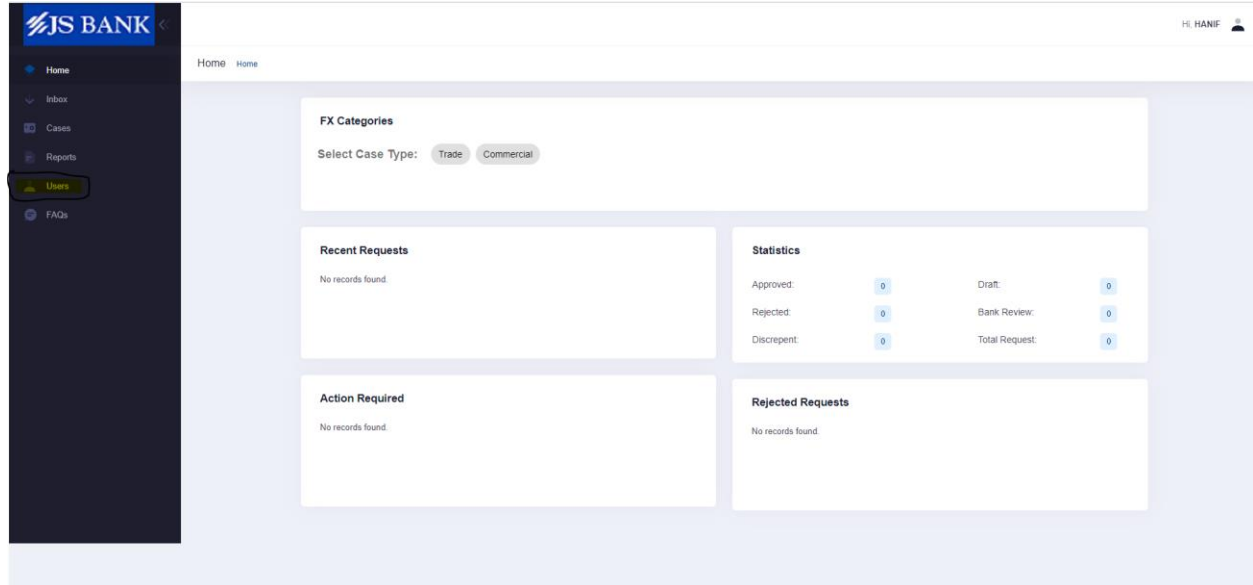 JS BANK
Hi, HANIF
Home
Inbox
Cases
Reports
Users
FAQs
Home Home
FX Categories
Select Case Type: Trade Commercial
Recent Requests
No records found.
Statistics
Approved: 0 Draft: 0
Rejected: 0 Bank Review: 0
Discrepent: 0 Total Request: 0
Action Required
No records found.
Rejected Requests
No records found.